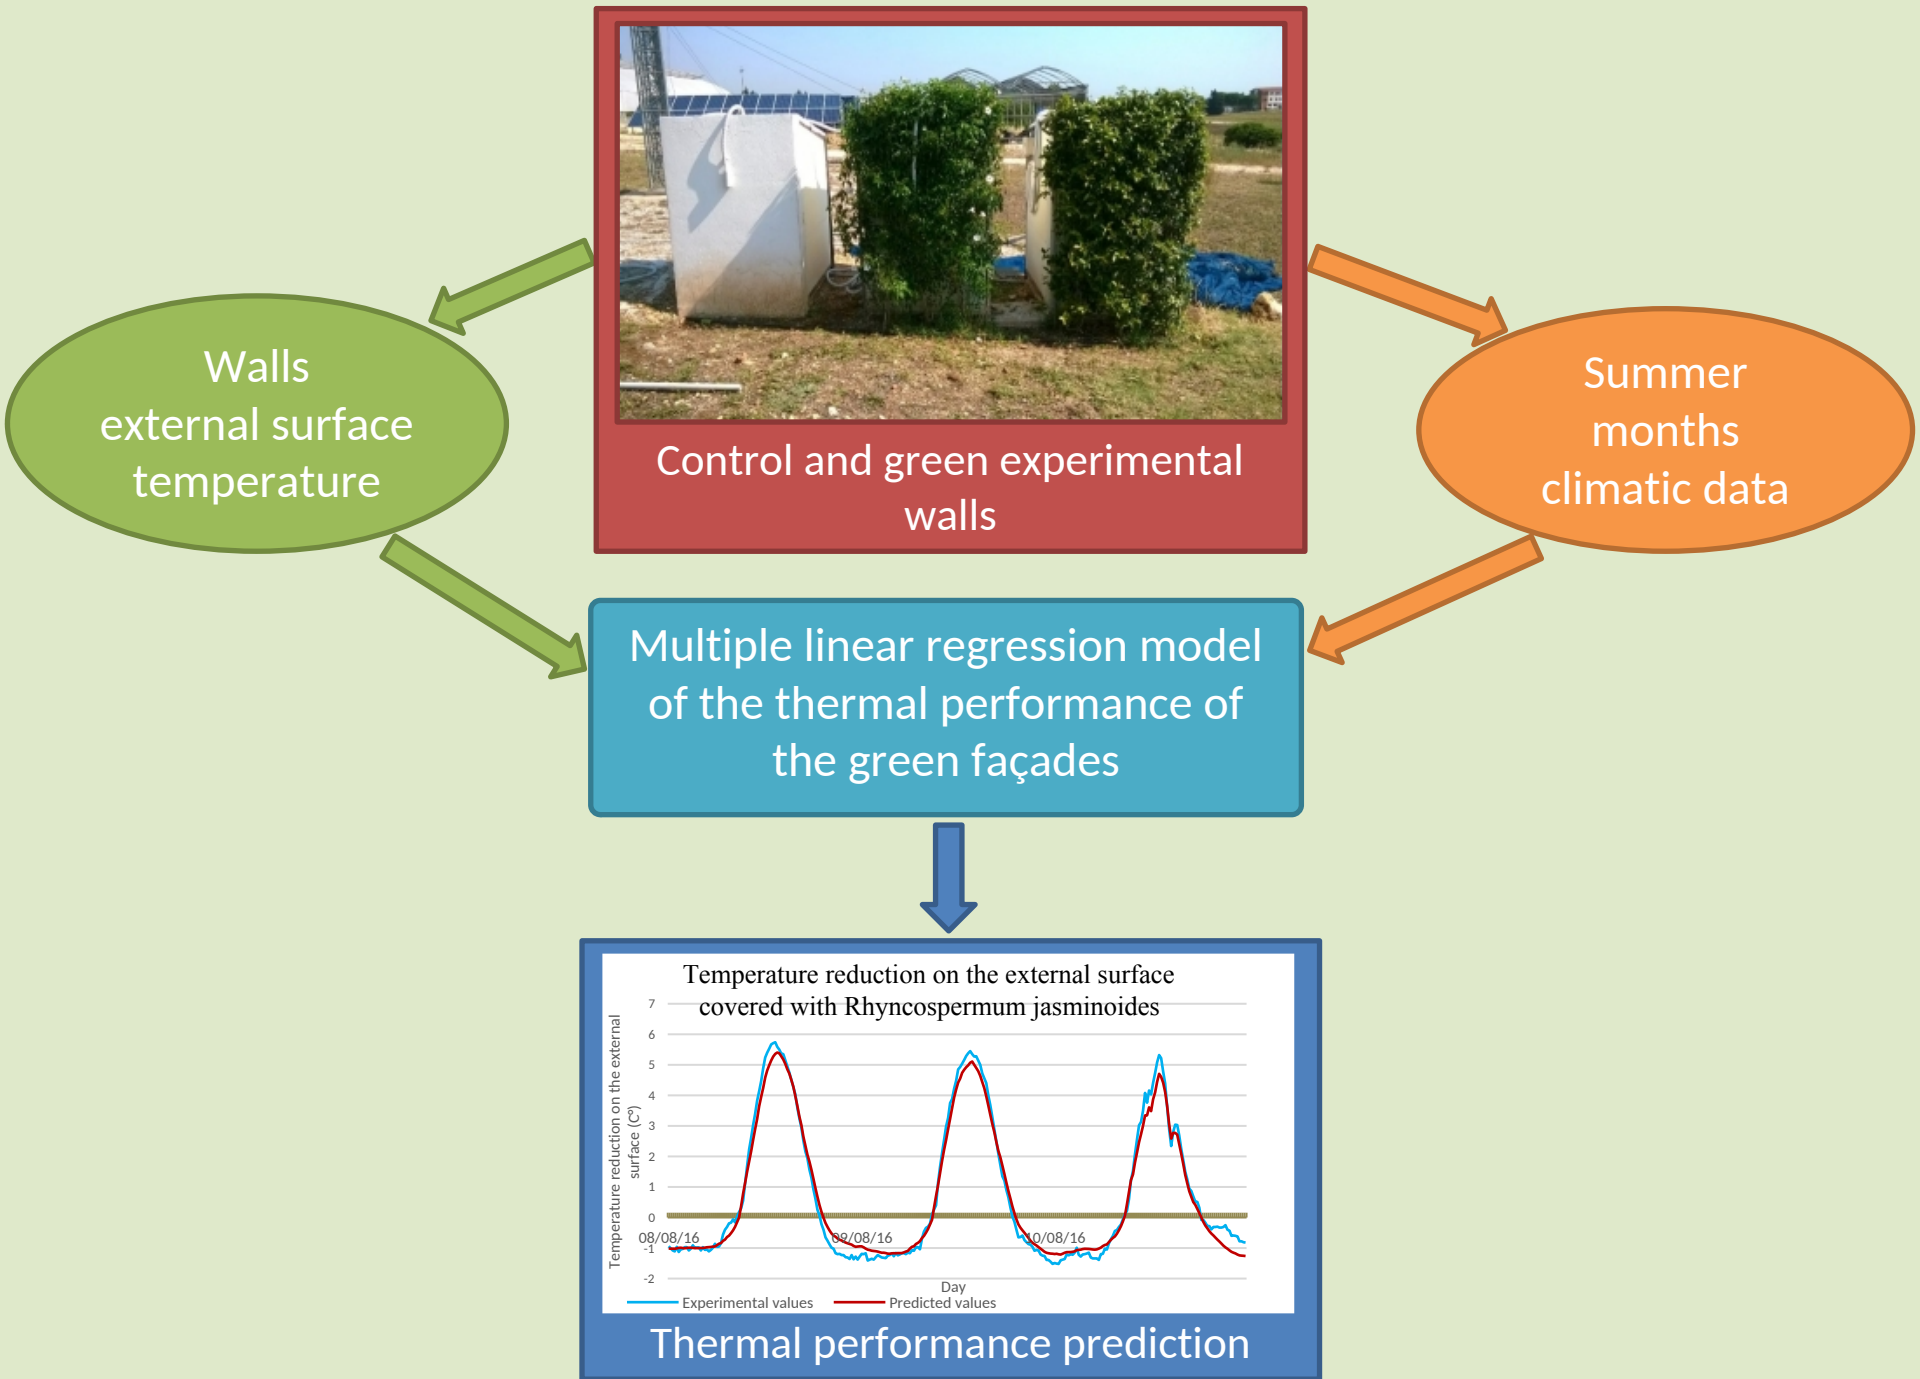 Control and green experimental
walls
Walls
external surface
temperature
Summer
months
climatic data
Multiple linear regression model
of the thermal performance of
the green façades
Temperature reduction on the external surface
covered with Rhyncospermum jasminoides
Temperature reduction on the external
surface (C°)
7
6
5
4
3
2
1
0
-1
-2
08/08/16
09/08/16
10/08/16
Day
Experimental values
Predicted values
Thermal performance prediction